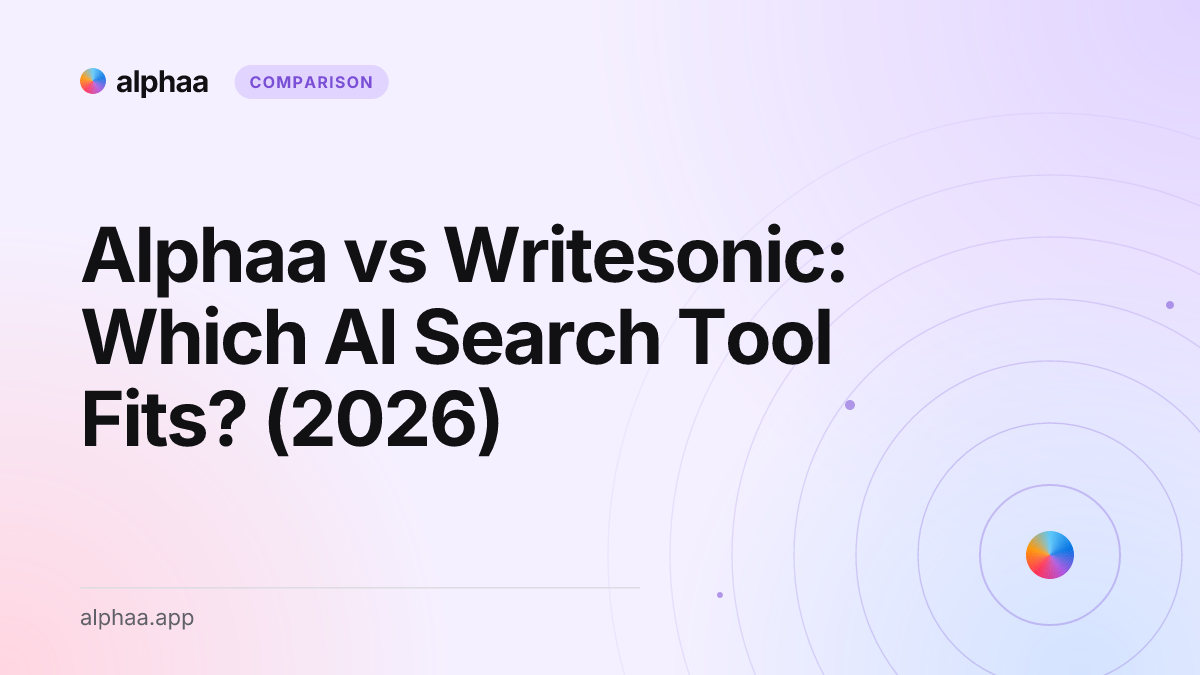 alphaa
COMPARISON
Alphaa vs Writesonic:
Which AI Search Tool
Fits? (2026)
alphaa.app